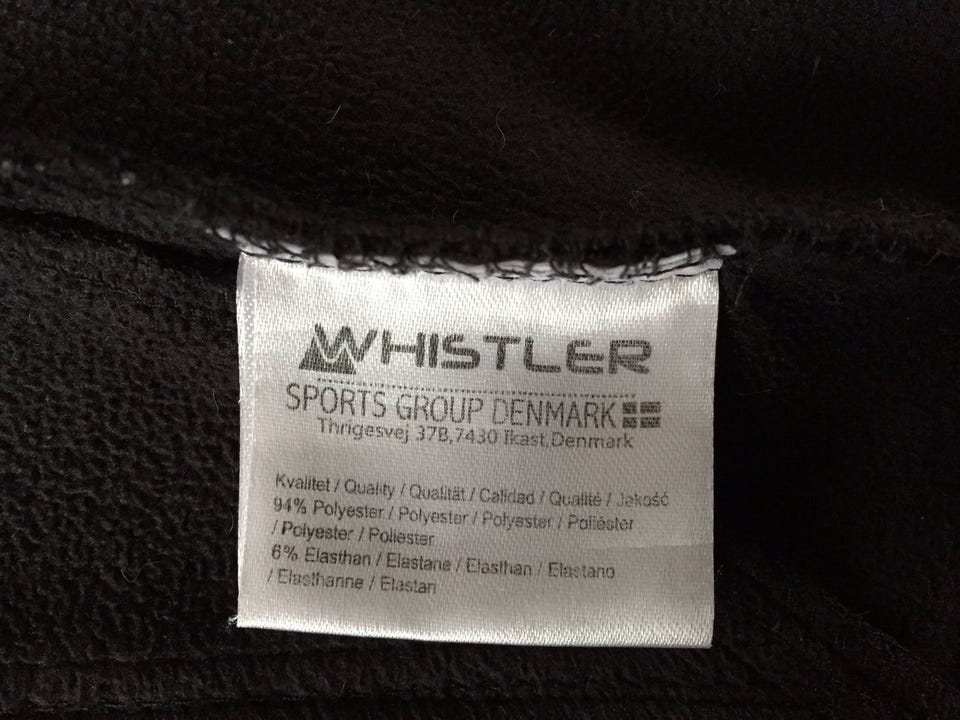 WHISTLER
SPORTS GROUP DENMARK
Thrigesvej 37B,7430 Ikast,Denmark
Kvalitet / Quality / Qualität / Calidad / Qualité / Jakość
94% Polyester / Polyester / Polyester / Poliéster
/ Polyester / Poliester
6% Elasthan / Elastane / Elasthan / Elastano
/ Elasthanne / Elastan